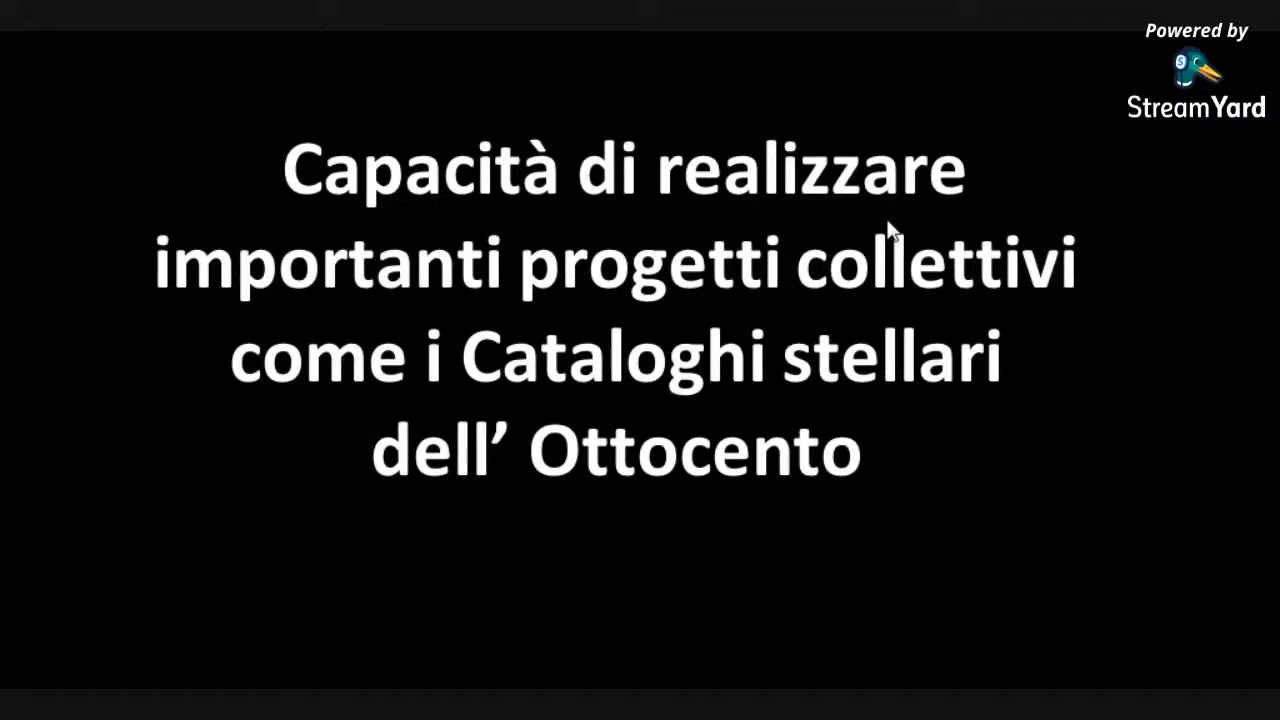 Powered by
StreamYard
Capacità di realizzare
importanti progetti collettivi
come i Cataloghi stellari
dell’ Ottocento